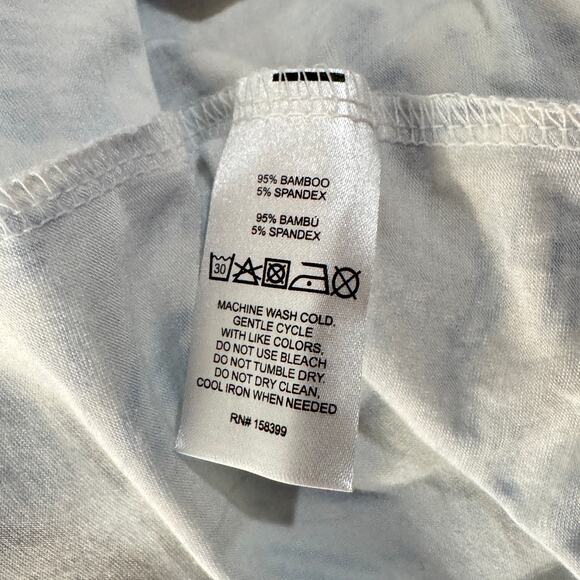 95% BAMBOO
5% SPANDEX
95% BAMBÚ
5% SPANDEX
30
MACHINE WASH COLD.
GENTLE CYCLE
WITH LIKE COLORS,
DO NOT USE BLEACH
DO NOT TUMBLE DRY.
DO NOT DRY CLEAN,
COOL IRON WHEN NEEDED
RN# 158399